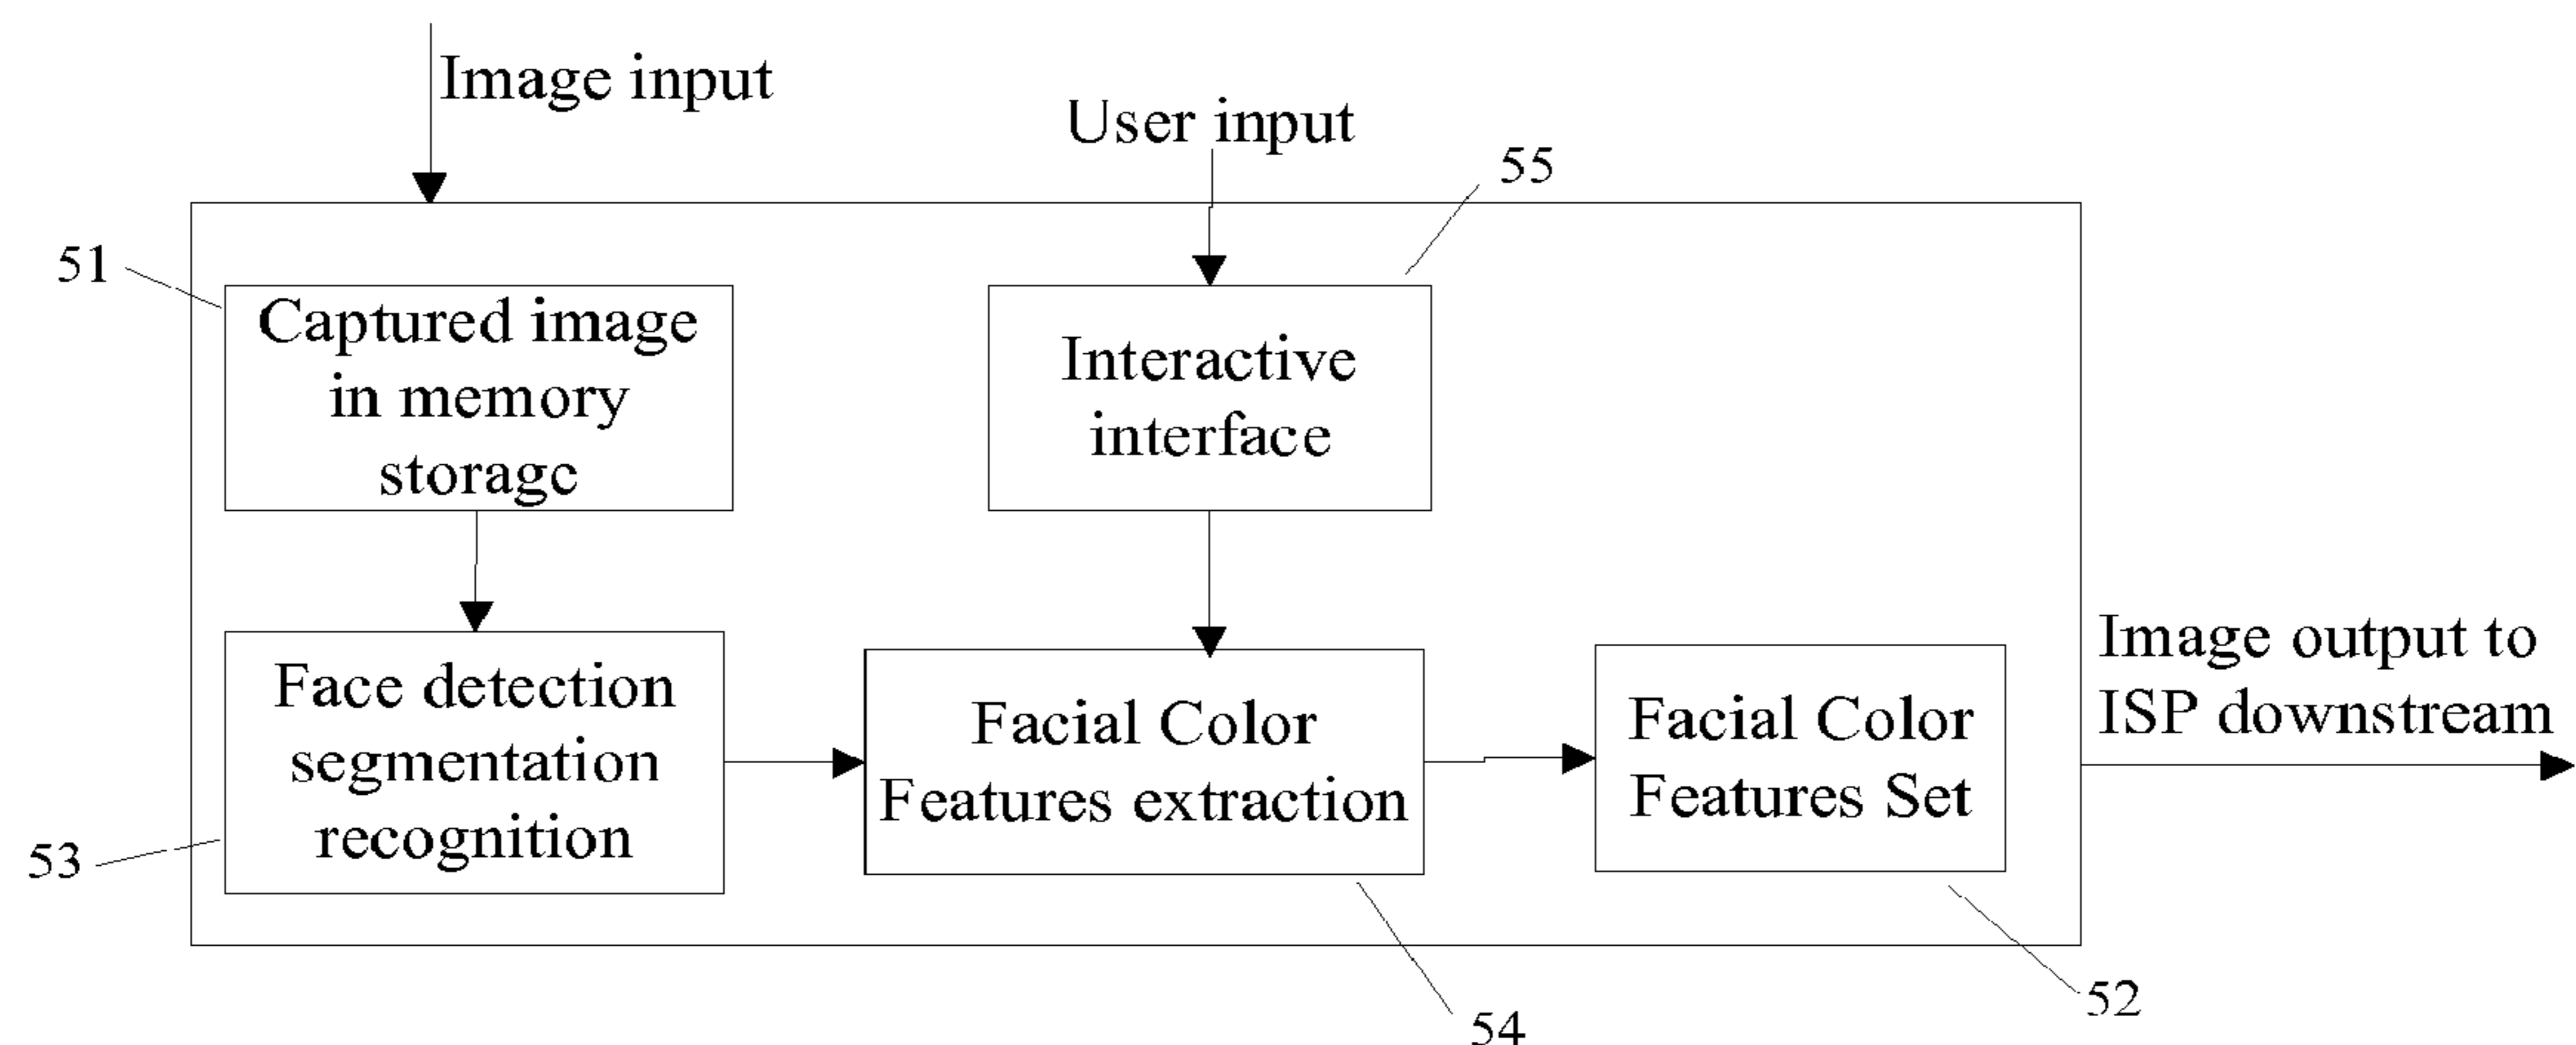 Image input
User input
55
51
Captured image
in memory
storage
Interactive
interface
Face detection
segmentation
recognition
53
Facial Color
Features extraction
54
Facial Color
Features Set
52
Image output to
ISP downstream